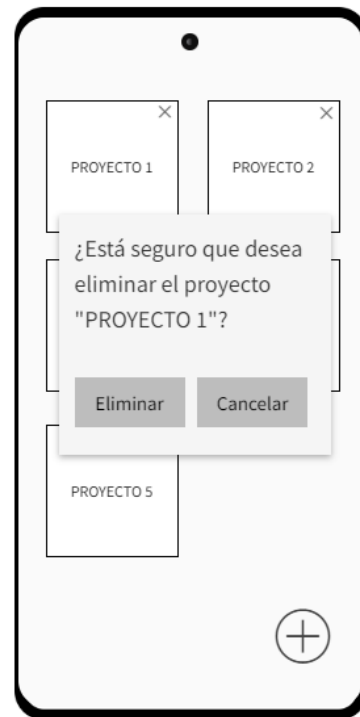 PROYECTO 1
PROYECTO 2
¿Está seguro que desea
eliminar el proyecto
"PROYECTO 1"?
Eliminar
Cancelar
PROYECTO 5